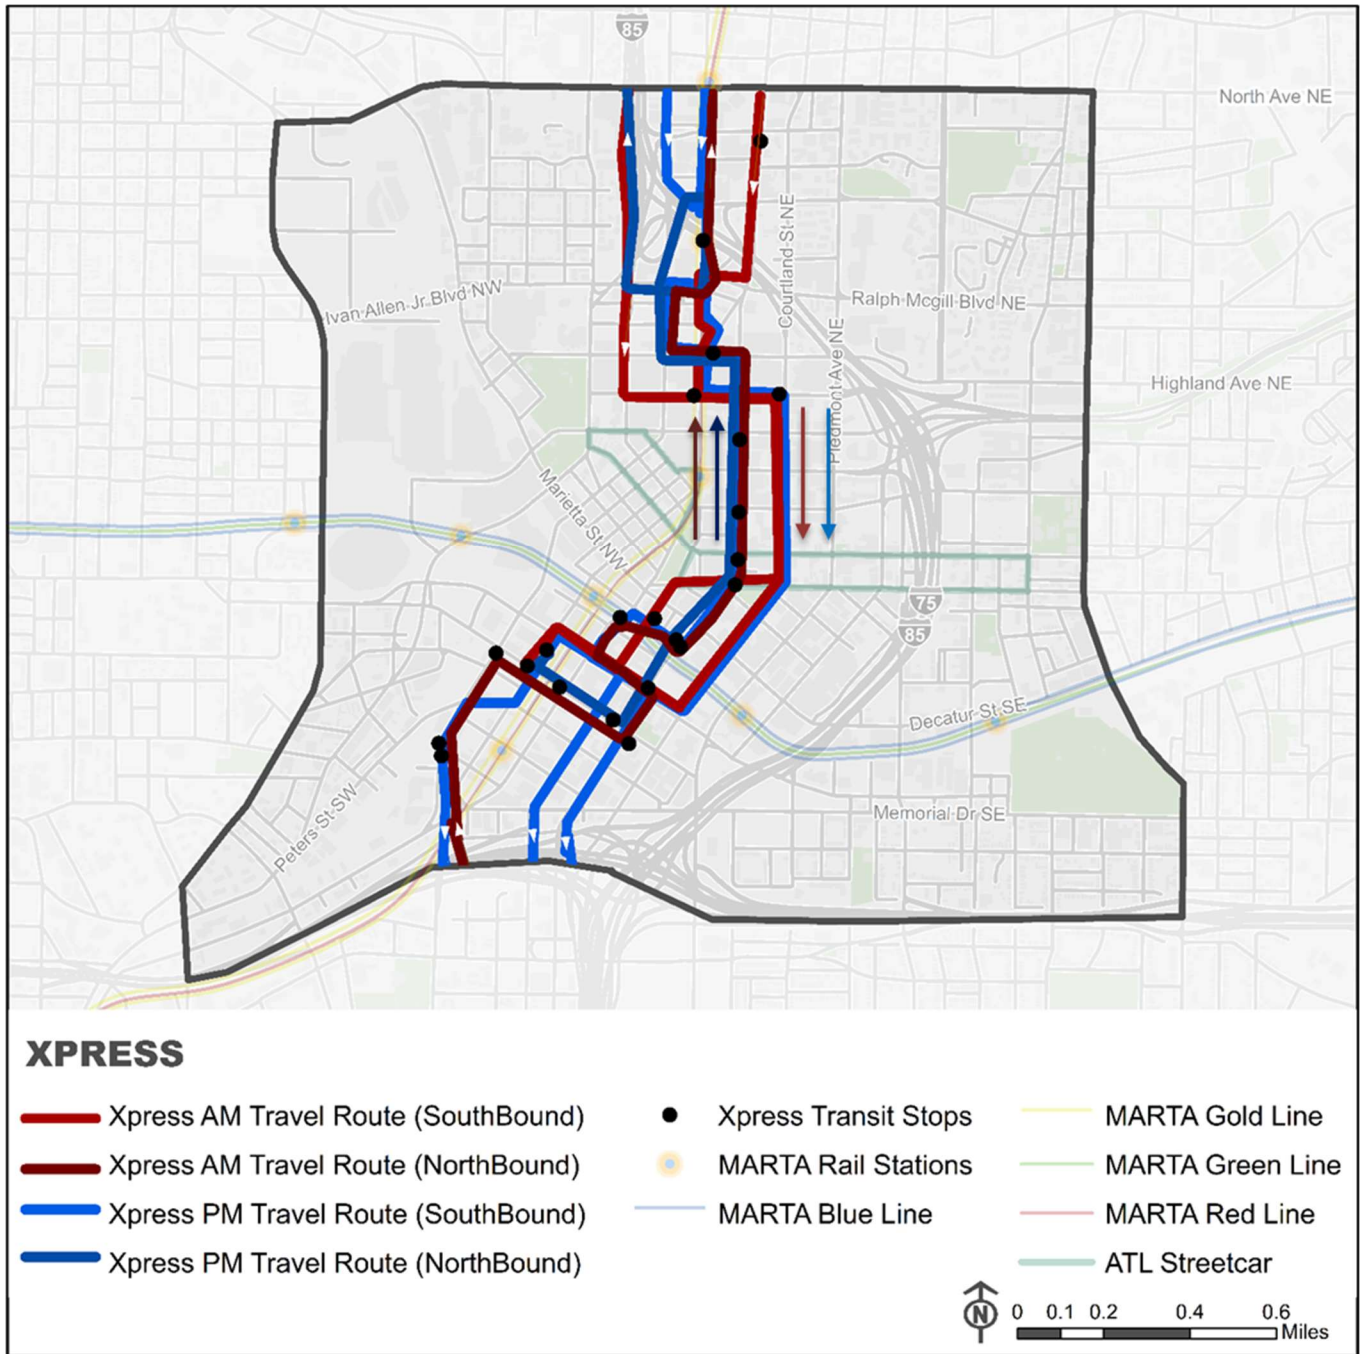 85
North Ave NE
Courtland St NE
Ivan Allen Jr Blvd NW
Ralph Mcgill Blvd NE
Piedmont Ave NE
Highland Ave NE
Marietta St NW
75
85
Decatur St SE
Peters St SW
Memorial Dr SE
XPRESS
Xpress AM Travel Route (SouthBound)
Xpress AM Travel Route (NorthBound)
Xpress PM Travel Route (SouthBound)
Xpress PM Travel Route (NorthBound)
Xpress Transit Stops
MARTA Rail Stations
MARTA Blue Line
MARTA Gold Line
MARTA Green Line
MARTA Red Line
ATL Streetcar
N
0 0.1 0.2 0.4 0.6
Miles